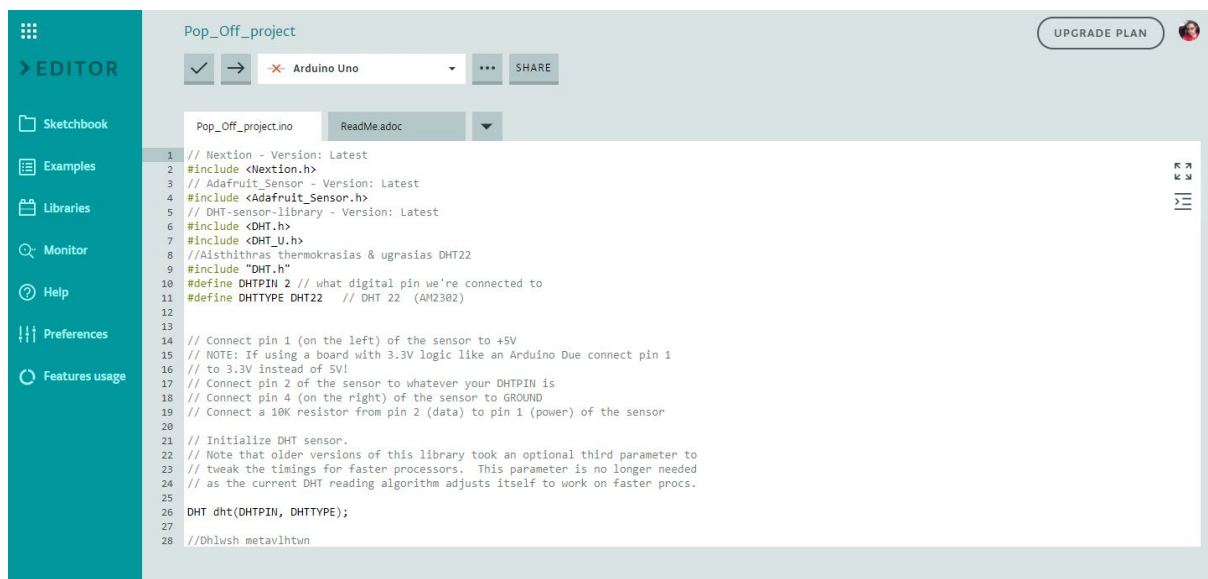 Pop_Off_project
UPGRADE PLAN
>EDITOR
Arduino Uno
SHARE
Sketchbook
Examples
Libraries
Monitor
Help
Preferences
Features usage
Pop_Off_project.ino
ReadMe.adoc
1 // Nextion - Version: Latest
2 #include <Nextion.h>
3 // Adafruit_Sensor - Version: Latest
4 #include <Adafruit_Sensor.h>
5 // DHT-sensor-library - Version: Latest
6 #include <DHT.h>
7 #include <DHT_U.h>
8 //Aisthithras thermokrasias & ugrasias DHT22
9 #include "DHT.h"
10 #define DHTPIN 2 // what digital pin we're connected to
11 #define DHTTYPE DHT22 // DHT 22 (AM2302)
12
13
14 // Connect pin 1 (on the left) of the sensor to +5V
15 // NOTE: If using a board with 3.3V logic like an Arduino Due connect pin 1
16 // to 3.3V instead of 5V!
17 // Connect pin 2 of the sensor to whatever your DHTPIN is
18 // Connect pin 4 (on the right) of the sensor to GROUND
19 // Connect a 10K resistor from pin 2 (data) to pin 1 (power) of the sensor
20
21 // Initialize DHT sensor.
22 // Note that older versions of this library took an optional third parameter to
23 // tweak the timings for faster processors. This parameter is no longer needed
24 // as the current DHT reading algorithm adjusts itself to work on faster procs.
25
26 DHT dht(DHTPIN, DHTTYPE);
27
28 //Dhlwsh metavlhtwn